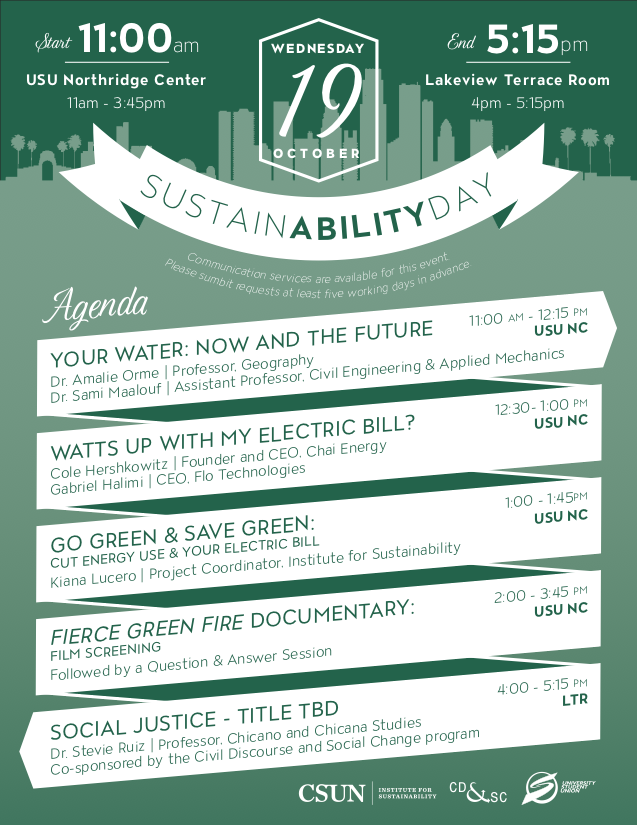 Start 11:00am
USU Northridge Center
11am - 3:45pm
WEDNESDAY
19
OCTOBER
End 5:15pm
Lakeview Terrace Room
4pm - 5:15pm
SUSTAINABILITYDAY
Communication services are available for this event.
Please sumbit requests at least five working days in advance
Agenda
YOUR WATER: NOW AND THE FUTURE
Dr. Amalie Orme | Professor, Geography
Dr. Sami Maalouf | Assistant Professor, Civil Engineering & Applied Mechanics
11:00 AM - 12:15 PM
USU NC
WATTS UP WITH MY ELECTRIC BILL?
Cole Hershkowitz | Founder and CEO, Chai Energy
Gabriel Halimi | CEO, Flo Technologies
12:30- 1:00 PM
USU NC
GO GREEN & SAVE GREEN:
CUT ENERGY USE & YOUR ELECTRIC BILL
Kiana Lucero | Project Coordinator, Institute for Sustainability
1:00 - 1:45PM
USU NC
FIERCE GREEN FIRE DOCUMENTARY:
FILM SCREENING
Followed by a Question & Answer Session
2:00 - 3:45 PM
USU NC
SOCIAL JUSTICE - TITLE TBD
Dr. Stevie Ruiz | Professor, Chicano and Chicana Studies
Co-sponsored by the Civil Discourse and Social Change program
4:00 - 5:15 PM
LTR
CSUN
INSTITUTE FOR
SUSTAINABILITY
CD&SC
UNIVERSITY
STUDENT
UNION